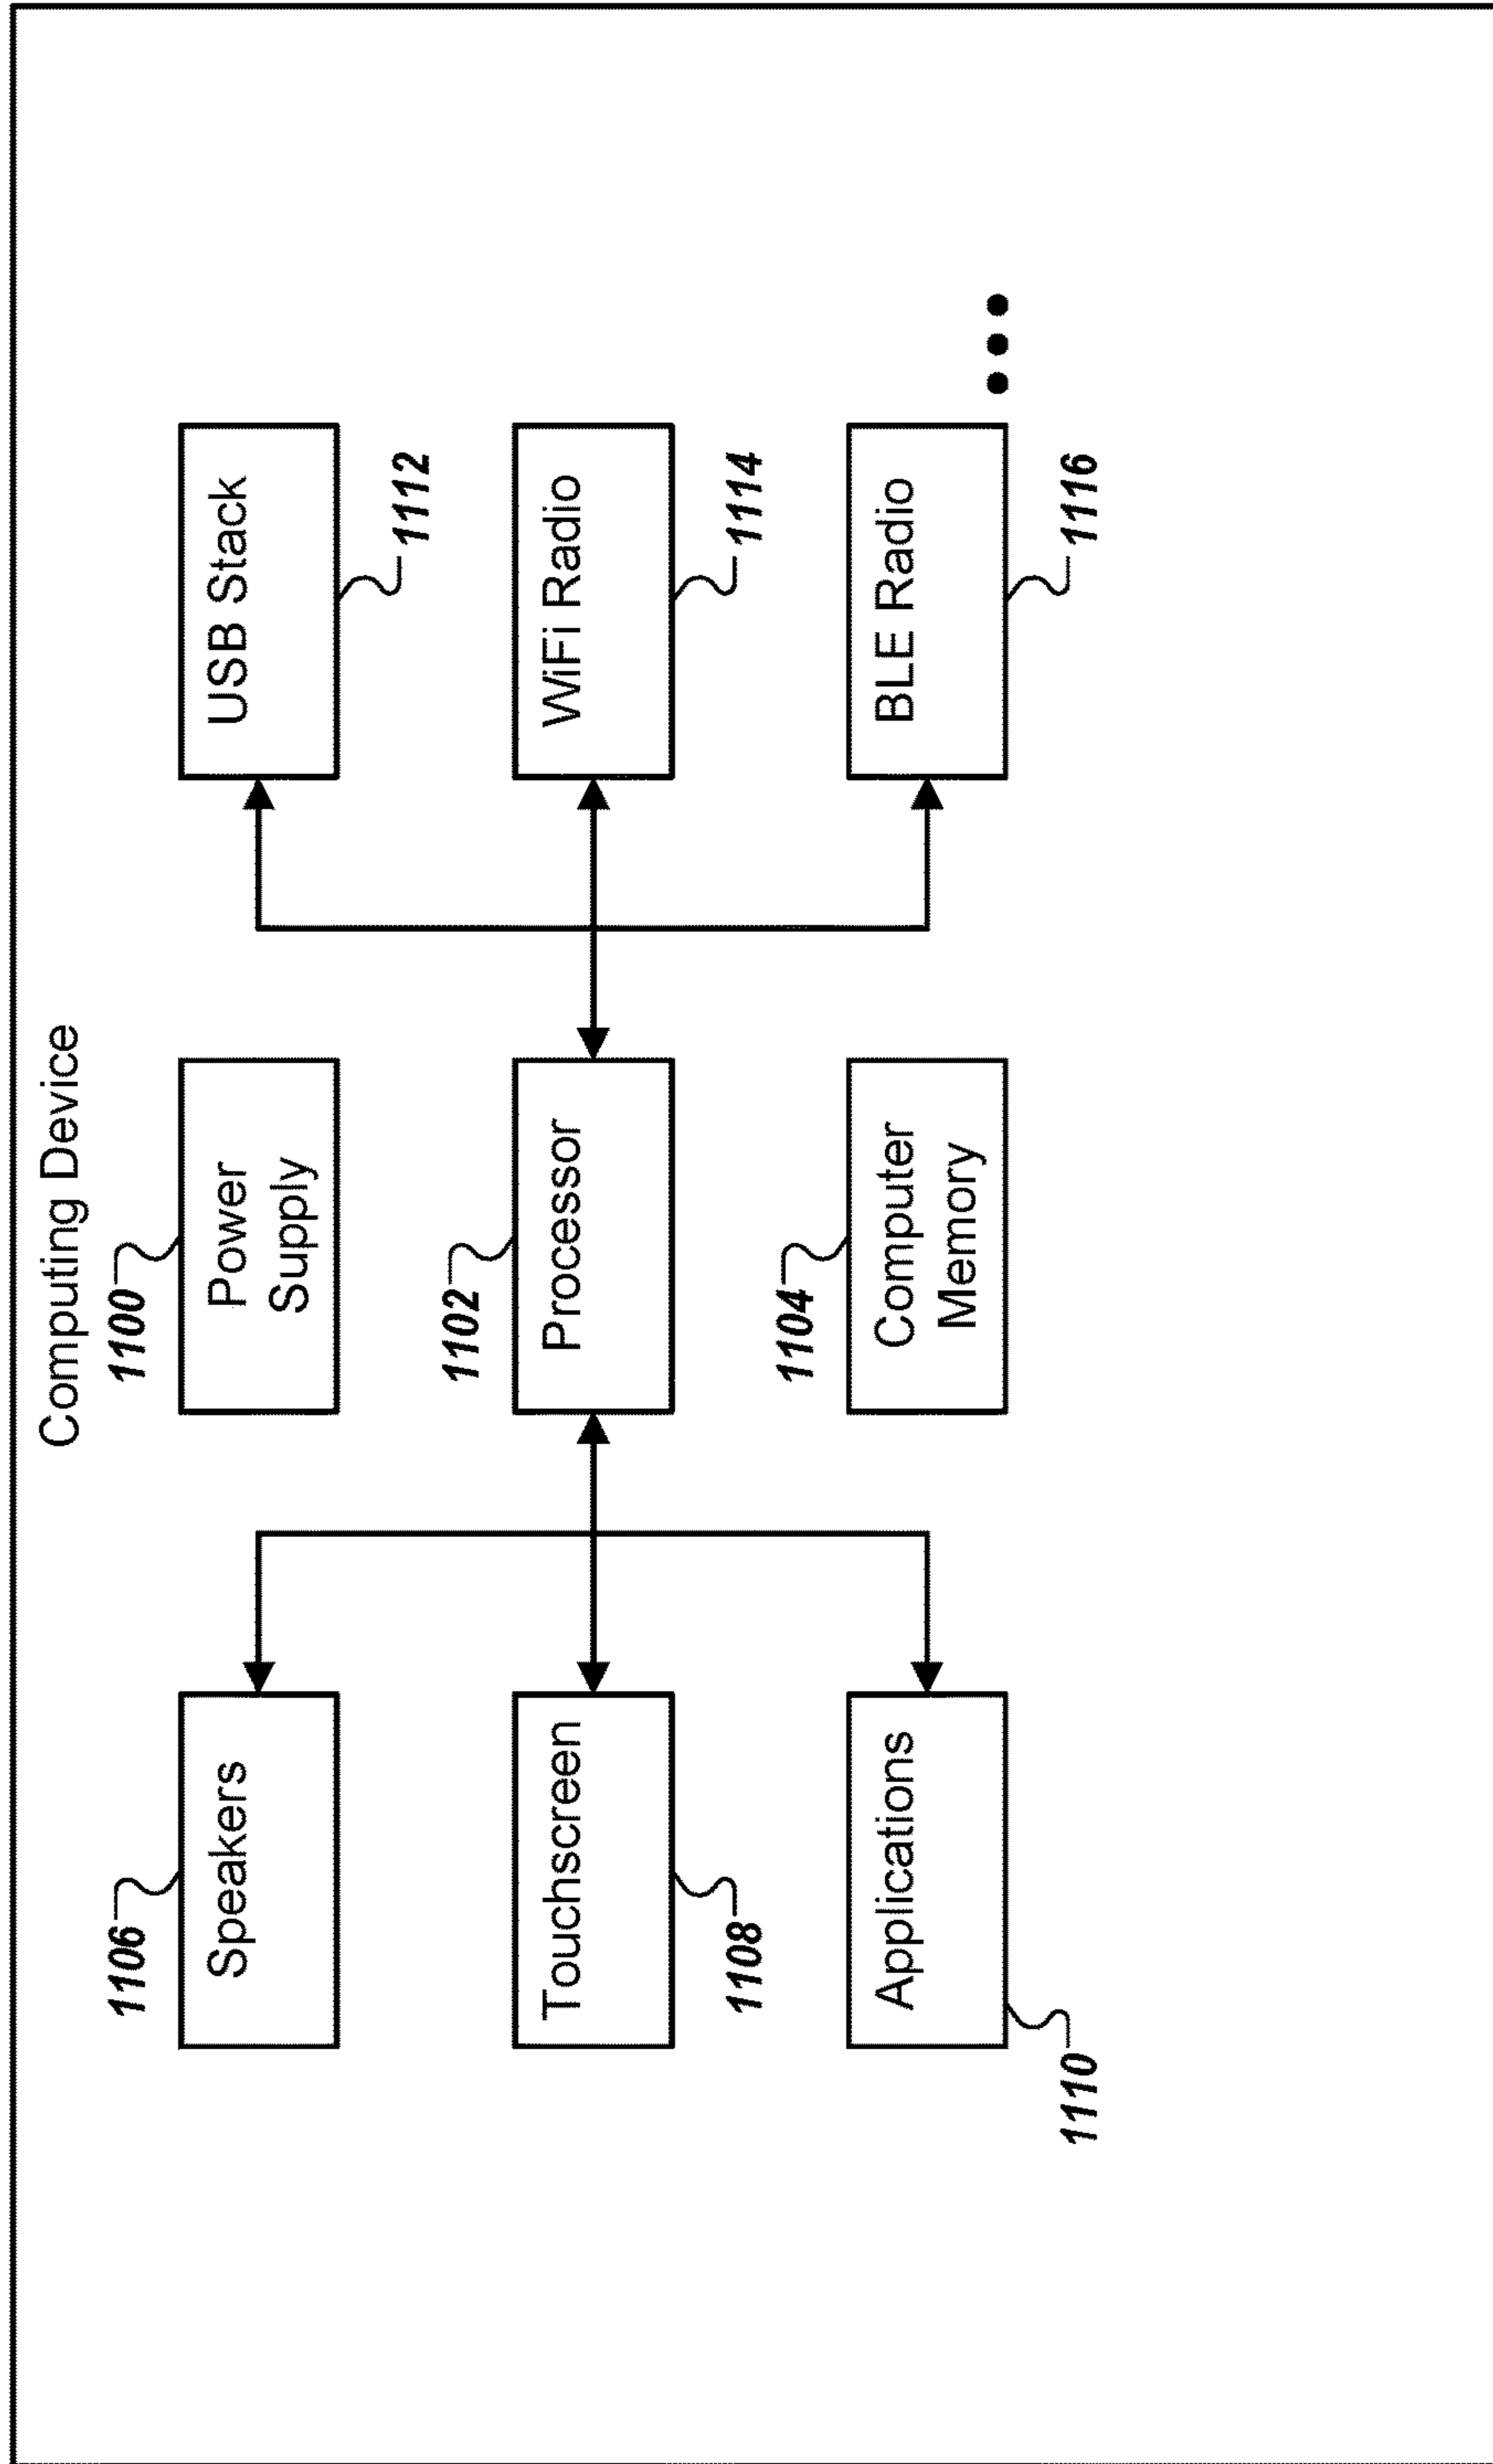 Computing Device
1106
Speakers
1100
Power
Supply
USB Stack
1112
1102
Touchscreen
1108
Processor
WiFi Radio
1114
1104
Applications
1110
Computer
Memory
BLE Radio
1116